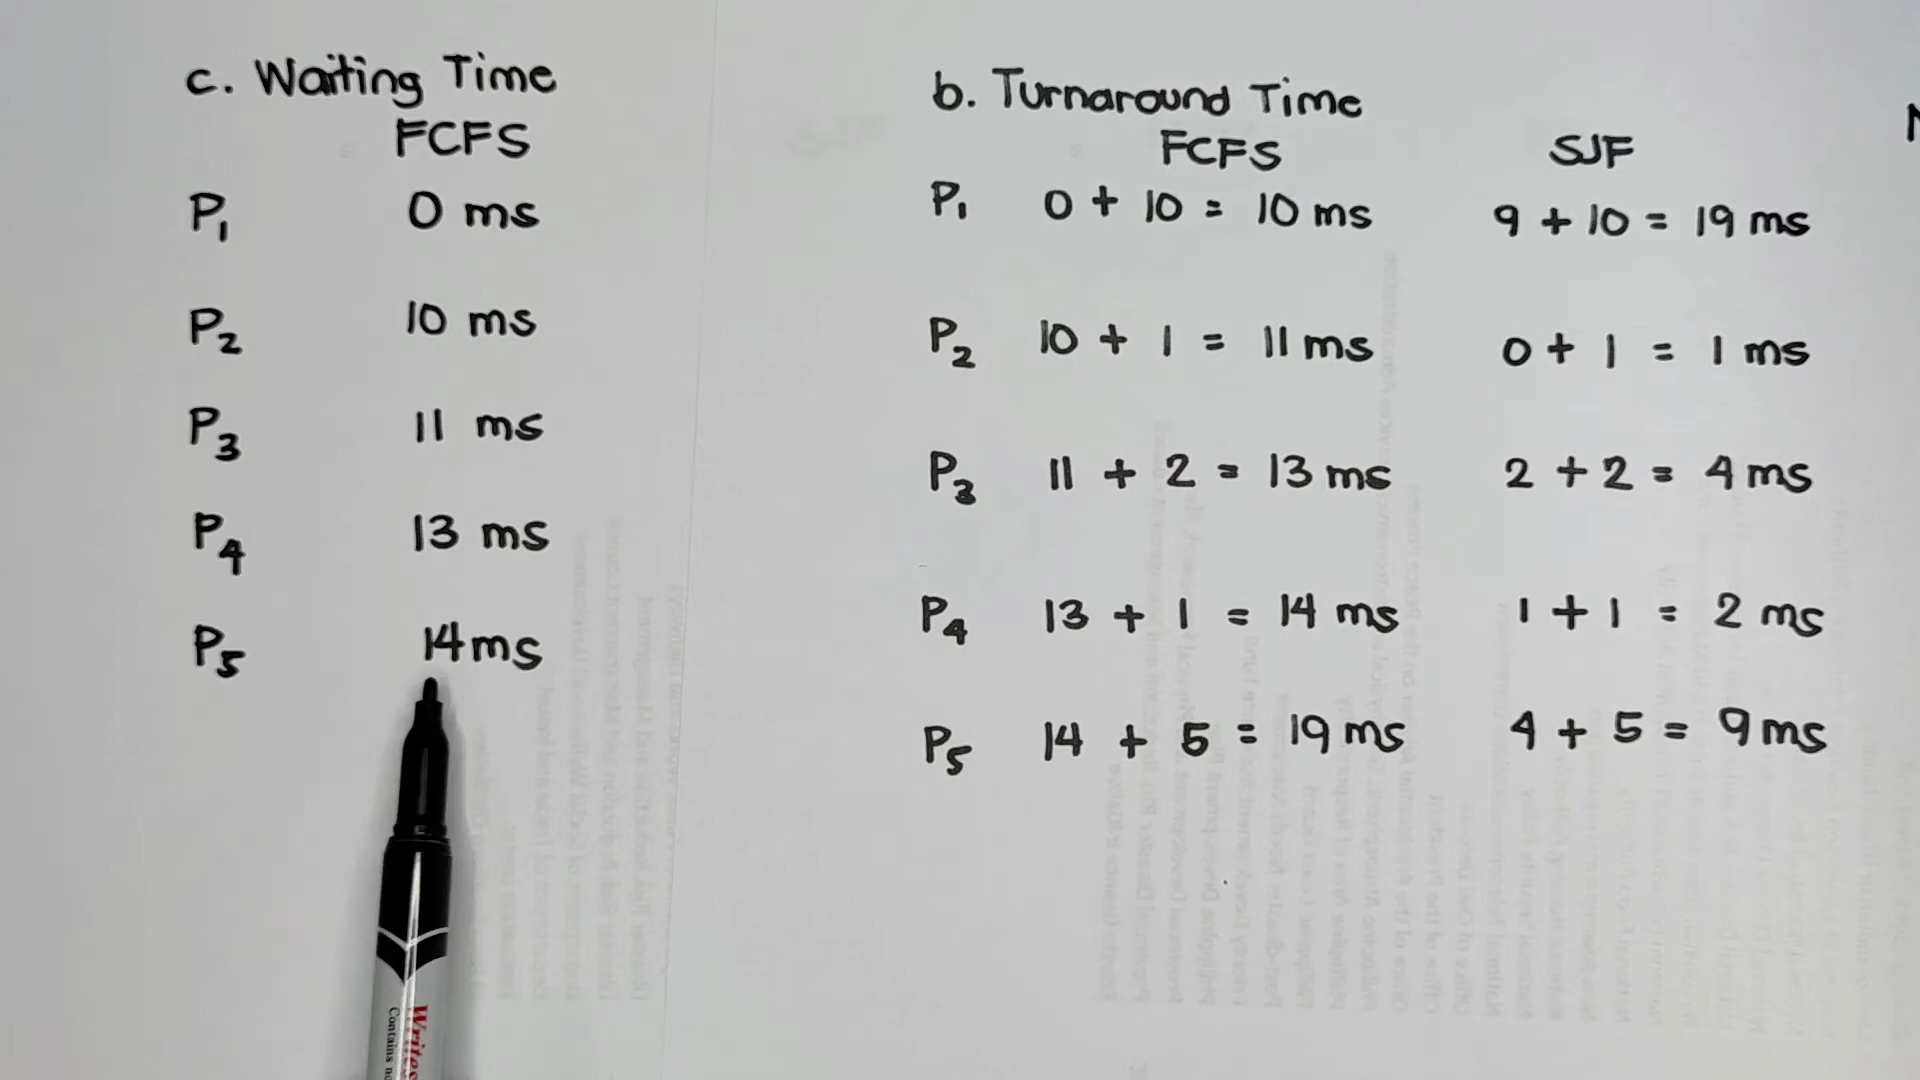 c. Waiting Time
FCFS
P1 0 ms
P2 10 ms
P3 11 ms
P4 13 ms
P5 14 ms
b. Turnaround Time
FCFS SJF
P1 0 + 10 = 10 ms 9 + 10 = 19 ms
P2 10 + 1 = 11 ms 0 + 1 = 1 ms
P3 11 + 2 = 13 ms 2 + 2 = 4 ms
P4 13 + 1 = 14 ms 1 + 1 = 2 ms
P5 14 + 5 = 19 ms 4 + 5 = 9 ms
Contains